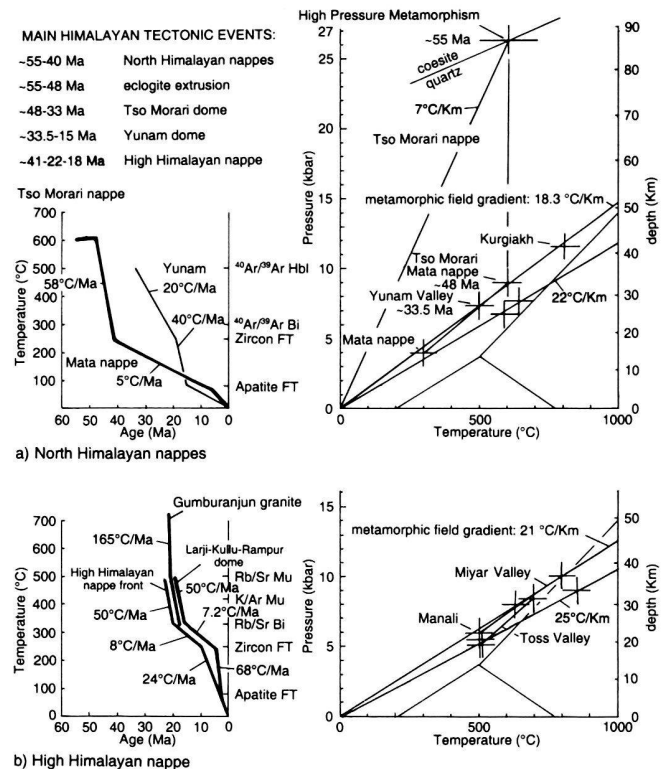 MAIN HIMALAYAN TECTONIC EVENTS:
~55-40 Ma North Himalayan nappes
~55-48 Ma eclogite extrusion
~48-33 Ma Tso Morari dome
~33.5-15 Ma Yunam dome
~41-22-18 Ma High Himalayan nappe
Tso Morari nappe
700
600
500
400
300
200
100
Temperature (°C)
58°C/Ma
Yunam
20°C/Ma
40°C/Ma
Mata nappe
5°C/Ma
40Ar/39Ar Hbl
40Ar/39Ar Bi
Zircon FT
Apatite FT
60 50 40 30 20 10 0
Age (Ma)
a) North Himalayan nappes
High Pressure Metamorphism
27
25
20
15
10
5
0
Pressure (kbar)
~55 Ma
coesite
quartz
7°C/Km
Tso Morari nappe
metamorphic field gradient: 18.3 °C/Km
Kurgiakh
Tso Morari
Mata nappe
~48 Ma
Yunam Valley
~33.5 Ma
22°C/Km
Mata nappe
90
80
70
60
50
40
30
20
10
0
depth (Km)
0 500 1000
Temperature (°C)
700
600
500
400
300
200
100
0
Temperature (°C)
Gumburanjun granite
165°C/Ma
Larji-Kullu-Rampur
dome
High Himalayan
nappe front
50°C/Ma
50°C/Ma
7.2°C/Ma
8°C/Ma
24°C/Ma
68°C/Ma
Rb/Sr Mu
K/Ar Mu
Rb/Sr Bi
Zircon FT
Apatite FT
60 50 40 30 20 10 0
Age (Ma)
b) High Himalayan nappe
15
10
5
0
Pressure (kbar)
metamorphic field gradient: 21 °C/Km
Miyar Valley
25°C/Km
Manali
Toss Valley
50
40
30
20
10
0
depth (Km)
0 500 1000
Temperature (°C)